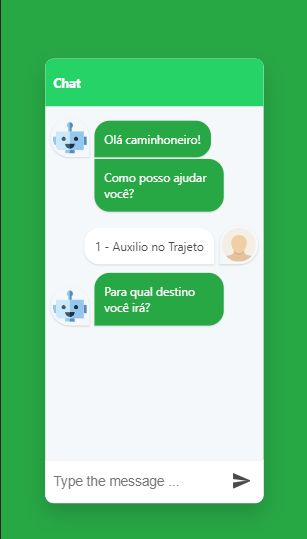 Chat
Olá caminhoneiro!
Como posso ajudar
você?
1 - Auxilio no Trajeto
Para qual destino
você irá?
Type the message ...